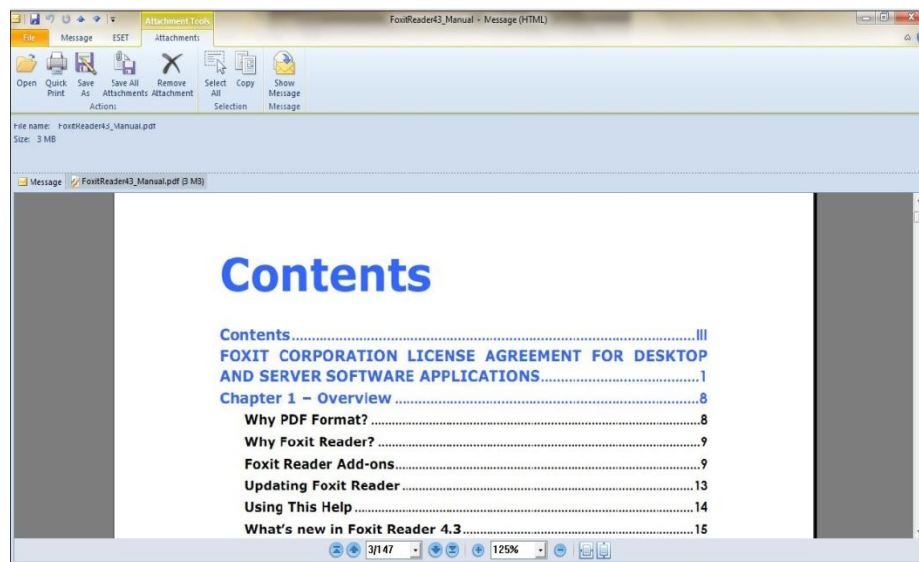 Attachment Tools
FoxitReader43_Manual - Message (HTML)
File Message ESET Attachments
Open Quick Print Save As Save All Attachments Remove Attachment Select All Copy Show Message
Actions Selection Message
File name: FoxitReader43_Manual.pdf
Size: 3 MB
Message FoxitReader43_Manual.pdf (3 MB)
Contents
Contents...III
FOXIT CORPORATION LICENSE AGREEMENT FOR DESKTOP
AND SERVER SOFTWARE APPLICATIONS...1
Chapter 1 – Overview...8
Why PDF Format?...8
Why Foxit Reader?...9
Foxit Reader Add-ons...9
Updating Foxit Reader...13
Using This Help...14
What's new in Foxit Reader 4.3...15
3/147 125%